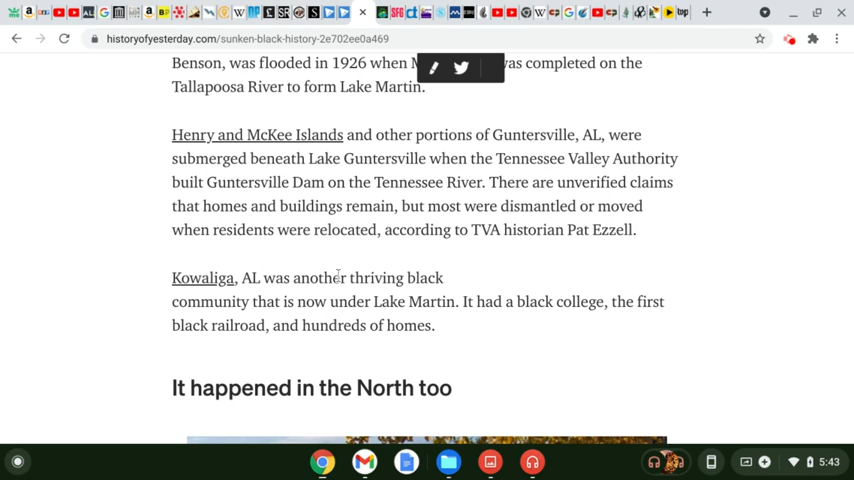 historyofyesterday.com/sunken-black-history-2e702ee0a469
Benson, was flooded in 1926 when M was completed on the
Tallapoosa River to form Lake Martin.
Henry and McKee Islands and other portions of Guntersville, AL, were
submerged beneath Lake Guntersville when the Tennessee Valley Authority
built Guntersville Dam on the Tennessee River. There are unverified claims
that homes and buildings remain, but most were dismantled or moved
when residents were relocated, according to TVA historian Pat Ezzell.
Kowaliga, AL was another thriving black
community that is now under Lake Martin. It had a black college, the first
black railroad, and hundreds of homes.
It happened in the North too
5:43